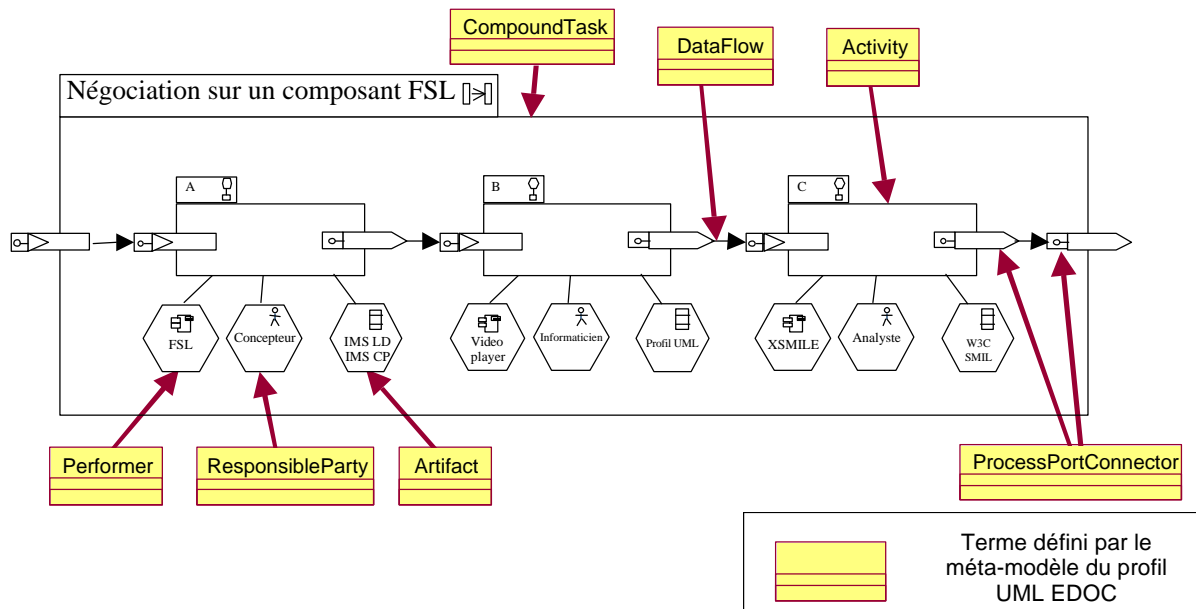 CompoundTask
DataFlow
Activity
Négociation sur un composant FSL
A
B
C
FSL
Concepteur
IMS LD
IMS CP
Video
player
Informaticien
Profil UML
XSMILE
Analyste
W3C
SMIL
Performer
ResponsibleParty
Artifact
ProcessPortConnector
Terme défini par le
méta-modèle du profil
UML EDOC